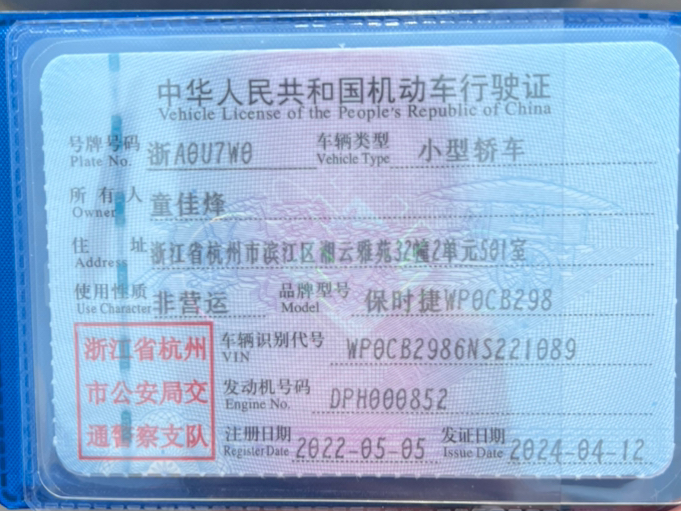 中华人民共和国机动车行驶证
Vehicle License of the People's Republic of China
号牌号码 浙A0U7W0 车辆类型 小型轿车
Plate No. Vehicle Type
所有人 童佳烽
Owner
住址 浙江省杭州市滨江区湘云雅苑32幢2单元501室
Address
使用性质 非营运 品牌型号 保时捷WP0CB298
Use Character Model
浙江省杭州
市公安局交
通警察支队
车辆识别代号 WP0CB2986NS221089
VIN
发动机号码 DPH000852
Engine No.
注册日期 2022-05-05 发证日期 2024-04-12
Register Date Issue Date